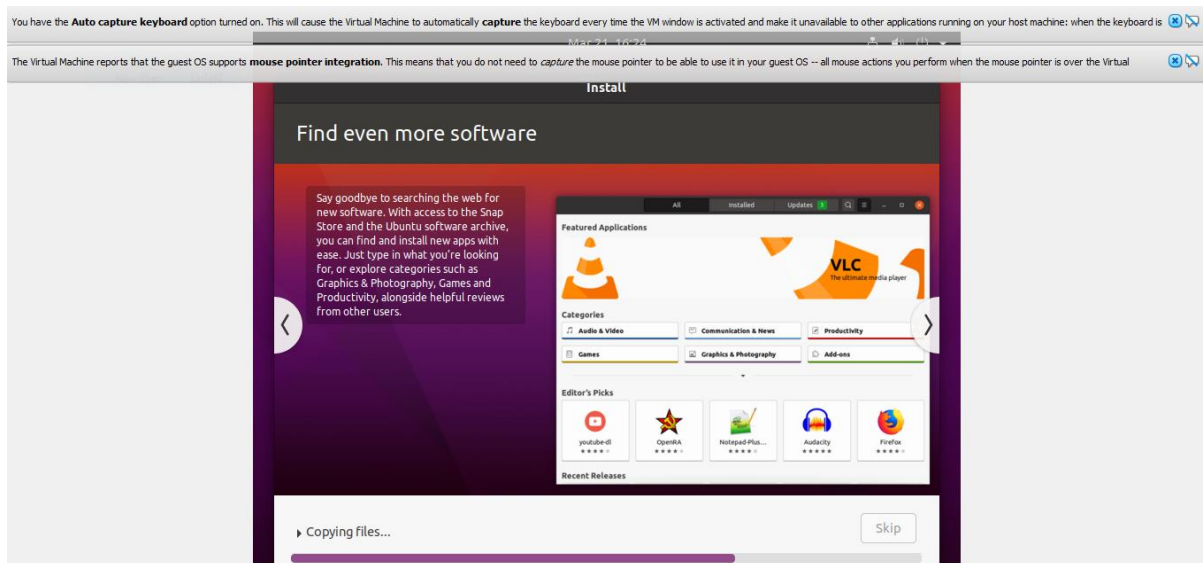 You have the Auto capture keyboard option turned on. This will cause the Virtual Machine to automatically capture the keyboard every time the VM window is activated and make it unavailable to other applications running on your host machine: when the keyboard is
Mar 21 16:24
The Virtual Machine reports that the guest OS supports mouse pointer integration. This means that you do not need to capture the mouse pointer to be able to use it in your guest OS -- all mouse actions you perform when the mouse pointer is over the Virtual
Install
Find even more software
Say goodbye to searching the web for
new software. With access to the Snap
Store and the Ubuntu software archive,
you can find and install new apps with
ease. Just type in what you're looking
for, or explore categories such as
Graphics & Photography, Games and
Productivity, alongside helpful reviews
from other users.
All Installed Updates 3
Featured Applications
VLC
The ultimate media player
Categories
Audio & Video Communication & News Productivity
Games Graphics & Photography Add-ons
Editor's Picks
youtube-dl OpenRA Notepad-Plus... Audacity Firefox
Recent Releases
Copying files...
Skip